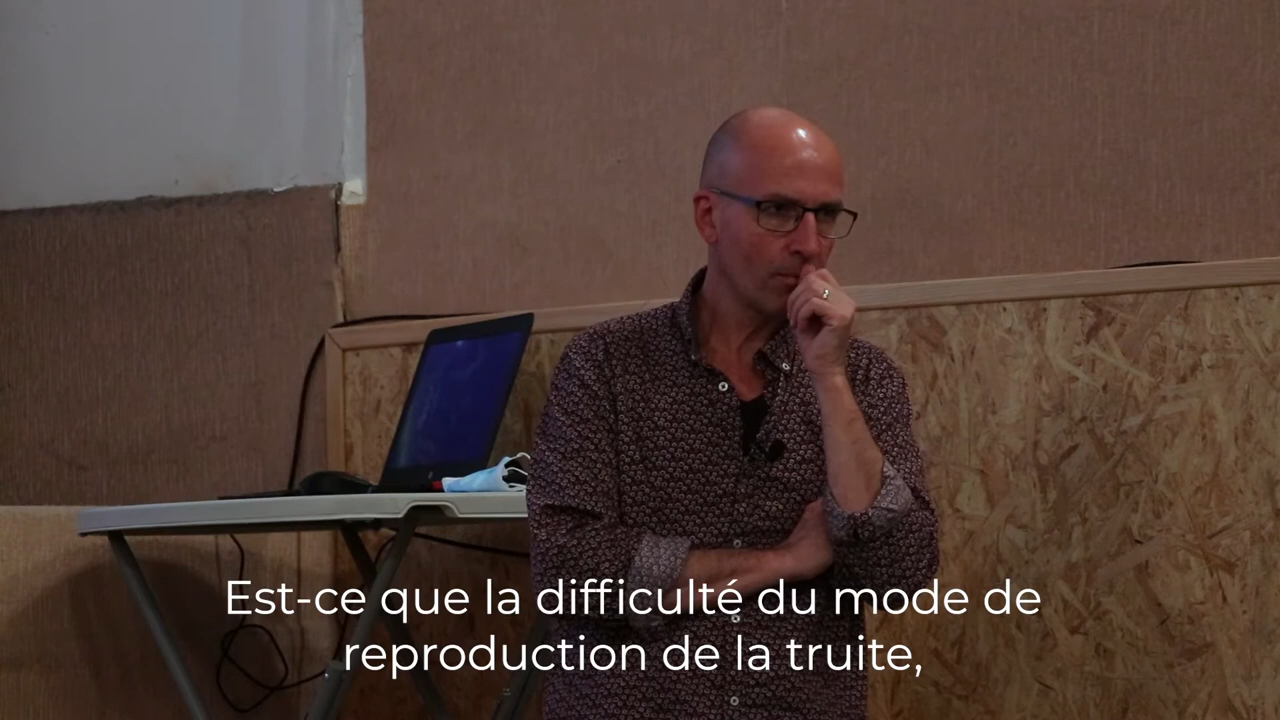 Est-ce que la difficulté du mode de
reproduction de la truite,